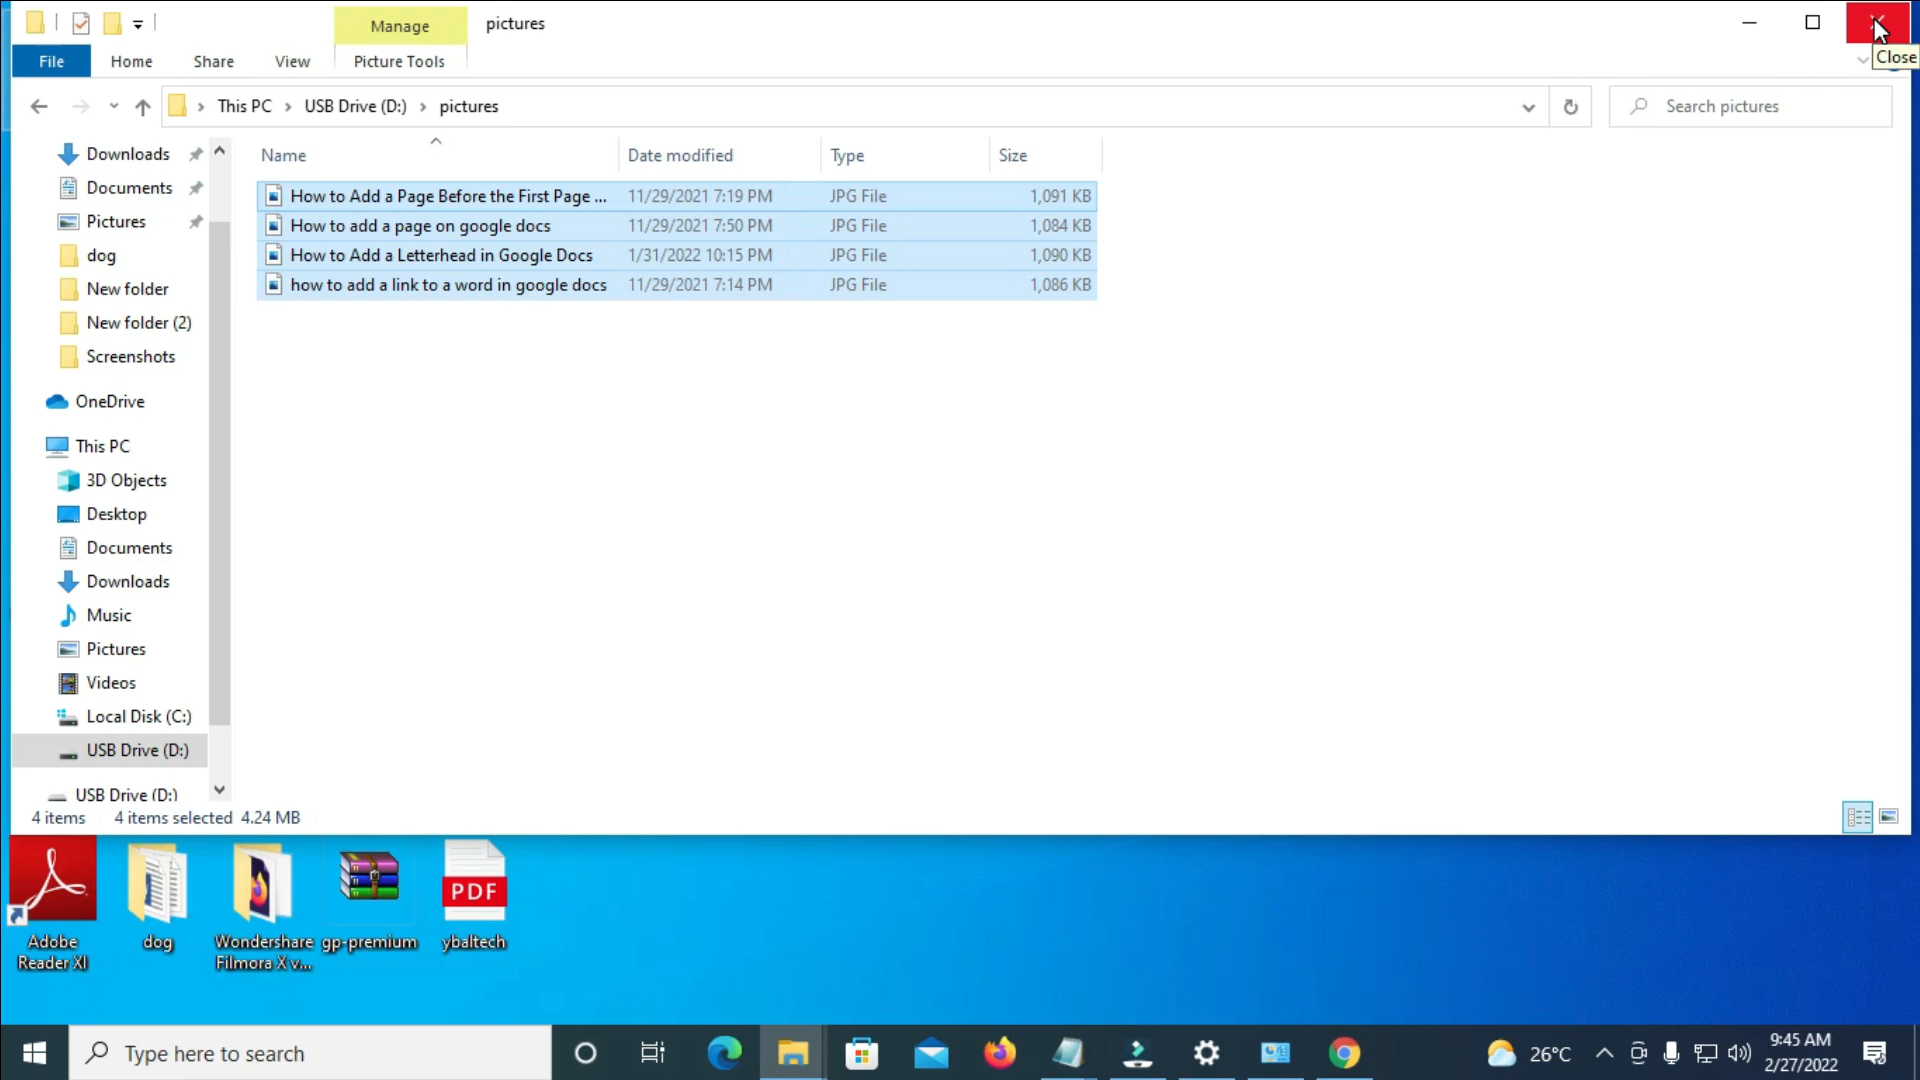 Manage
pictures
File
Home
Share
View
Picture Tools
Close
This PC
USB Drive (D:)
pictures
Search pictures
Name
Date modified
Type
Size
How to Add a Page Before the First Page ...
11/29/2021 7:19 PM
JPG File
1,091 KB
How to add a page on google docs
11/29/2021 7:50 PM
JPG File
1,084 KB
How to Add a Letterhead in Google Docs
1/31/2022 10:15 PM
JPG File
1,090 KB
how to add a link to a word in google docs
11/29/2021 7:14 PM
JPG File
1,086 KB
Downloads
Documents
Pictures
dog
New folder
New folder (2)
Screenshots
OneDrive
This PC
3D Objects
Desktop
Documents
Downloads
Music
Pictures
Videos
Local Disk (C:)
USB Drive (D:)
USB Drive (D:)
4 items
4 items selected 4.24 MB
Adobe
Reader XI
dog
Wondershare
Filmora X v...
gp-premium
PDF
ybaltech
Type here to search
26°C
9:45 AM
2/27/2022